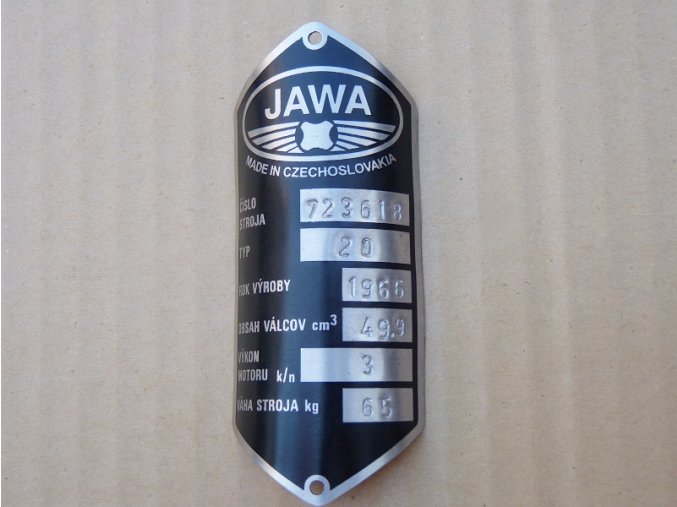 JAWA
MADE IN CZECHOSLOVAKIA
ČÍSLO
STROJA 723618
TYP 20
ROK VÝROBY 1966
OBSAH VÁLCOV cm³ 49.9
VÝKON
MOTORU k/n 3
VÁHA STROJA kg 65